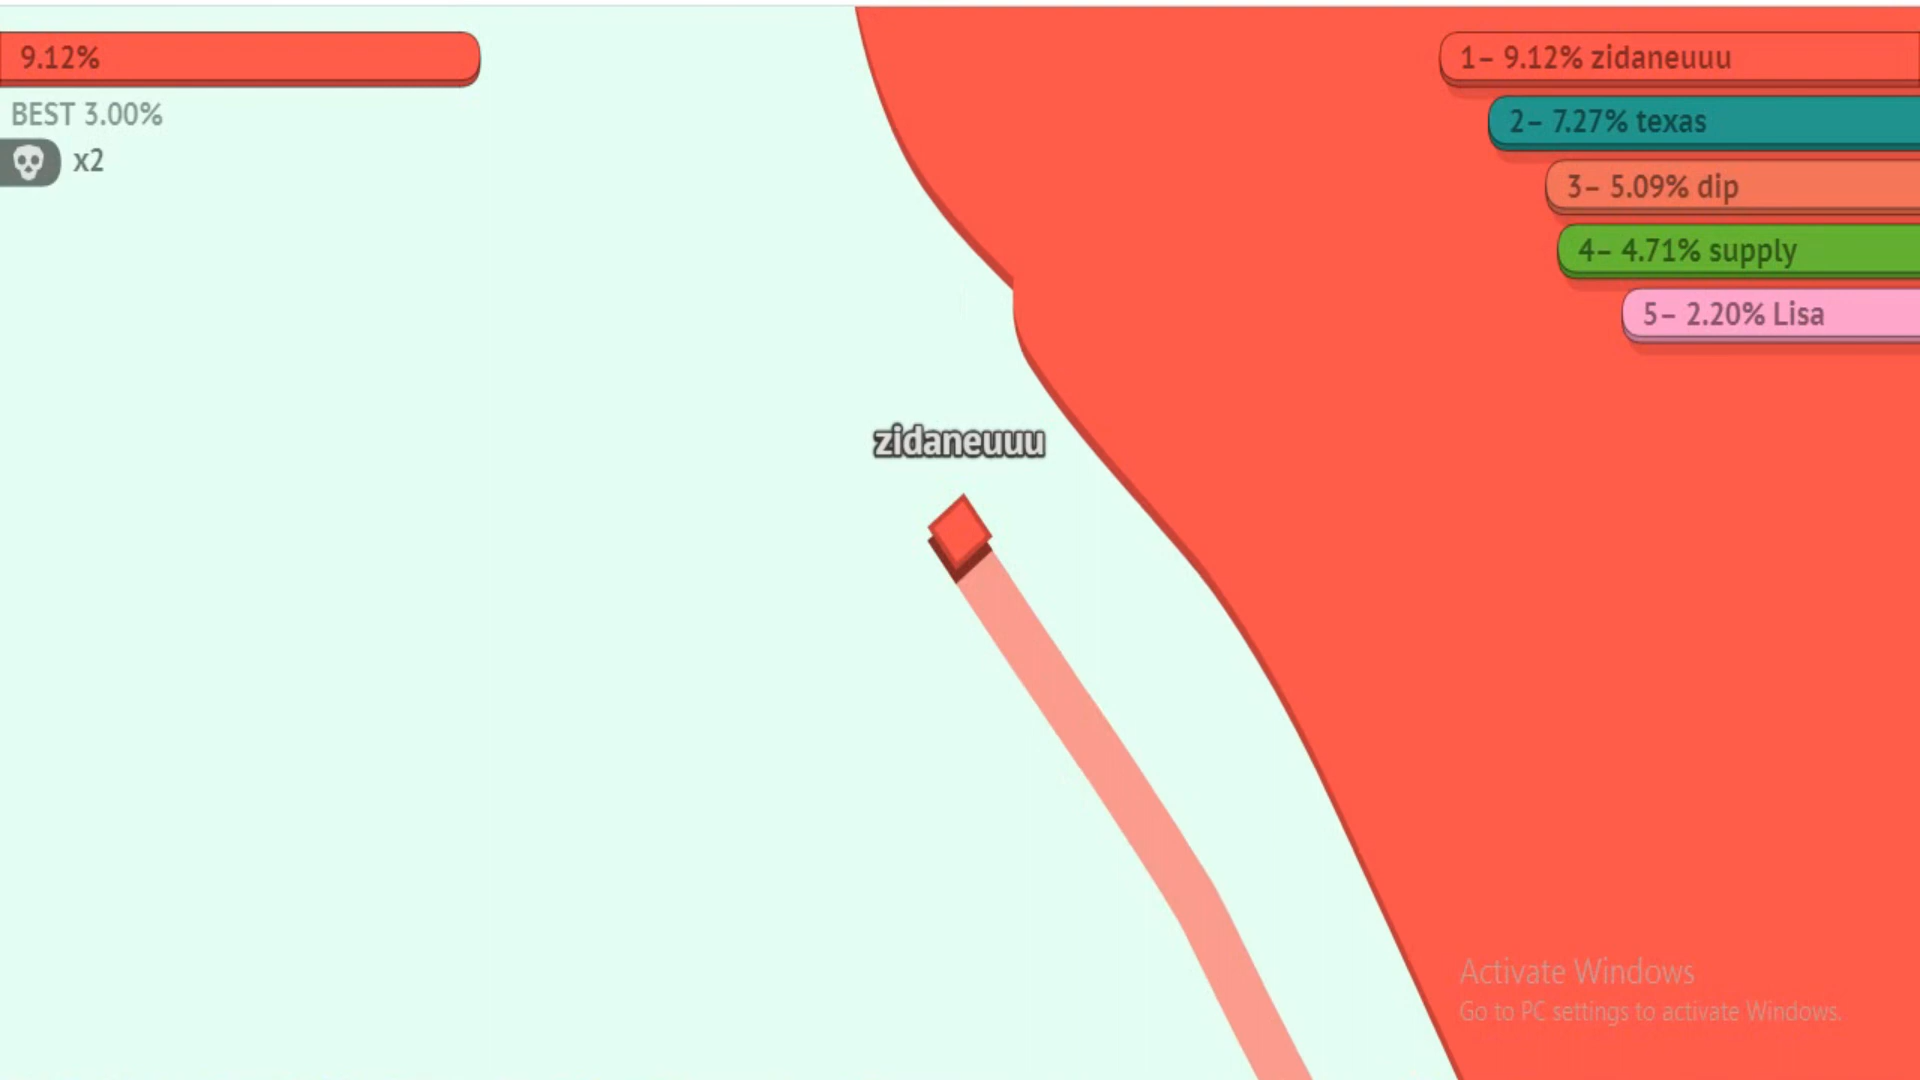 9.12%
BEST 3.00%
x2
1– 9.12% zidaneuuu
2– 7.27% texas
3– 5.09% dip
4– 4.71% supply
5– 2.20% Lisa
zidaneuuu
Activate Windows
Go to PC settings to activate Windows.